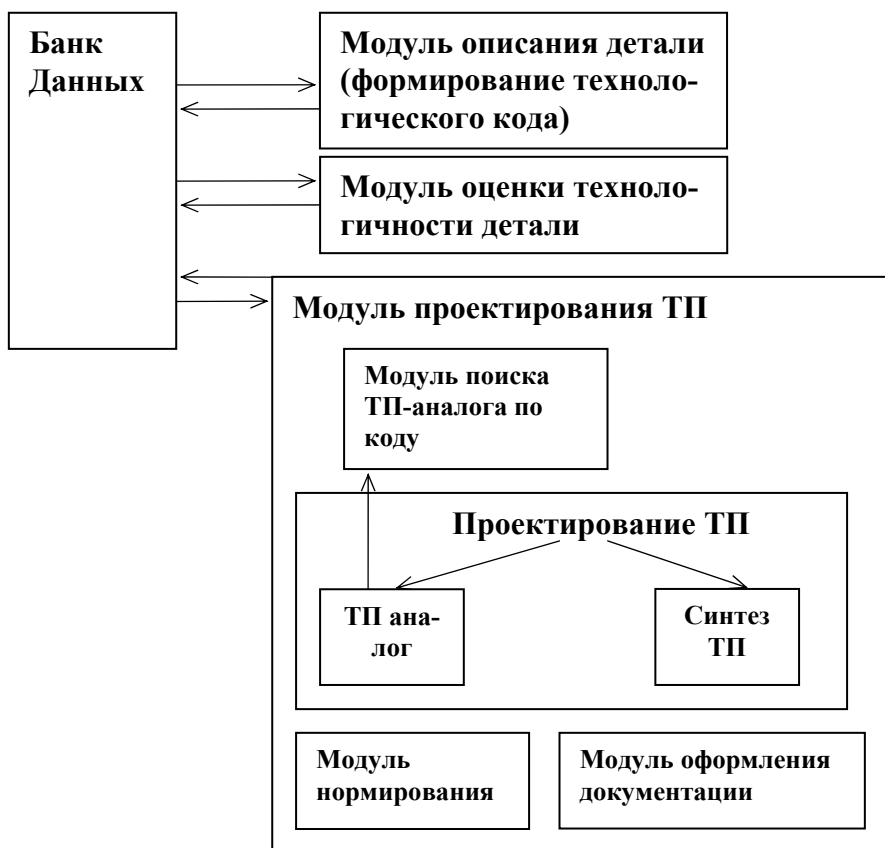 Банк
Данных
Модуль описания детали
(формирование техноло-
гического кода)
Модуль оценки техноло-
гичности детали
Модуль проектирования ТП
Модуль поиска
ТП-аналога по
коду
Проектирование ТП
ТП ана-
лог
Синтез
ТП
Модуль
нормирования
Модуль оформления
документации